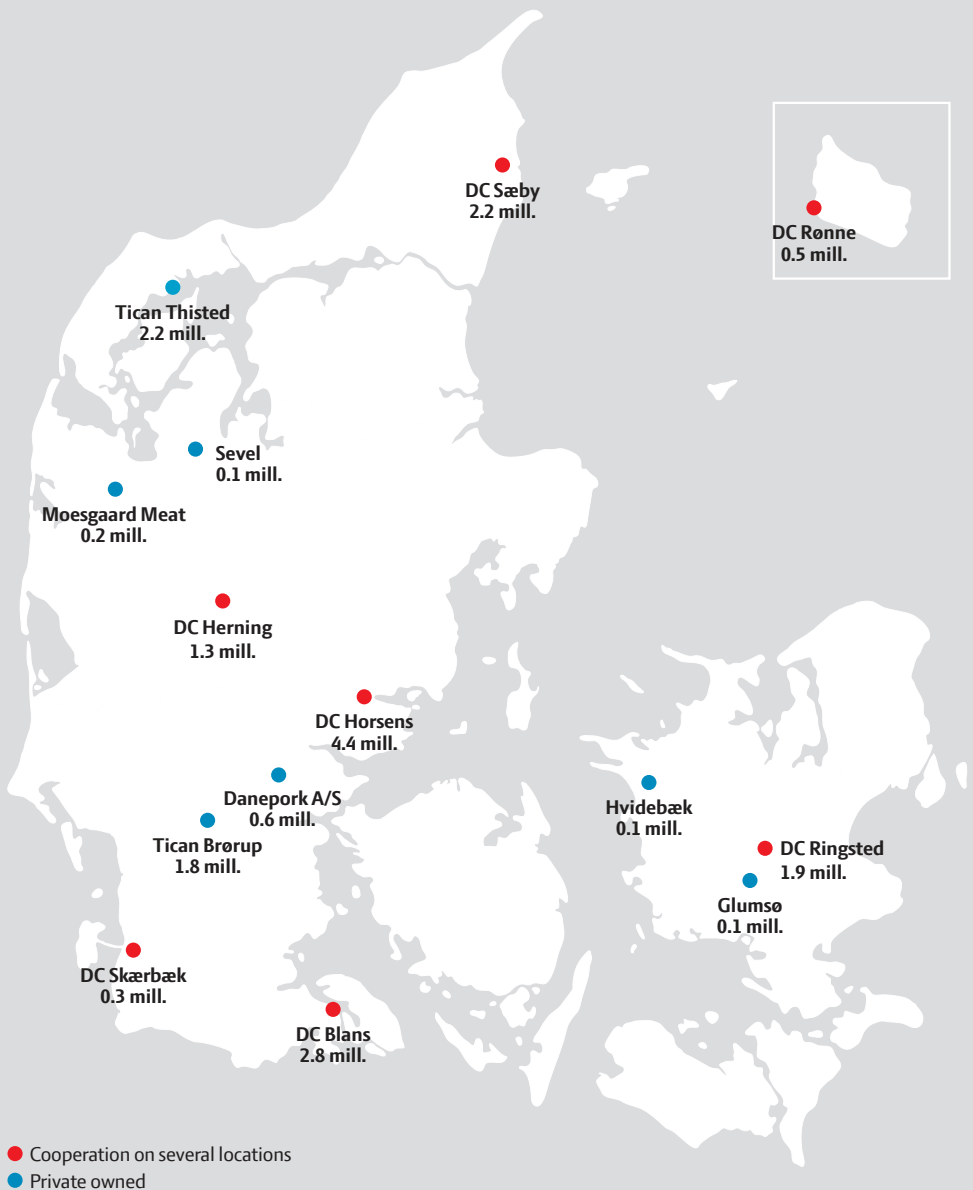 DC Sæby
2.2 mill.
DC Rønne
0.5 mill.
Tican Thisted
2.2 mill.
Sevel
0.1 mill.
Moesgaard Meat
0.2 mill.
DC Herning
1.3 mill.
DC Horsens
4.4 mill.
Danepork A/S
0.6 mill.
Hvidebæk
0.1 mill.
Tican Brørup
1.8 mill.
DC Ringsted
1.9 mill.
Glumsø
0.1 mill.
DC Skærbæk
0.3 mill.
DC Blans
2.8 mill.
Cooperation on several locations
Private owned